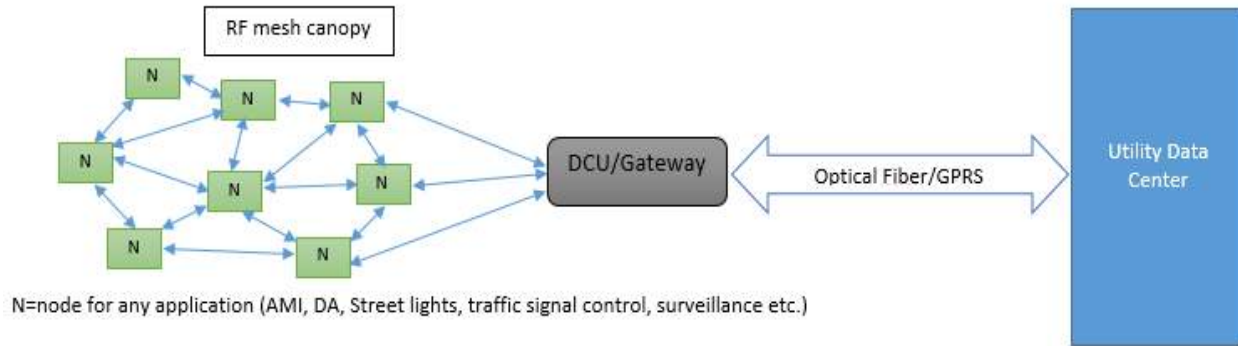 RF mesh canopy
N
N
N
N
N
N
N
N
DCU/Gateway
Optical Fiber/GPRS
Utility Data
Center
N=node for any application (AMI, DA, Street lights, traffic signal control, surveillance etc.)